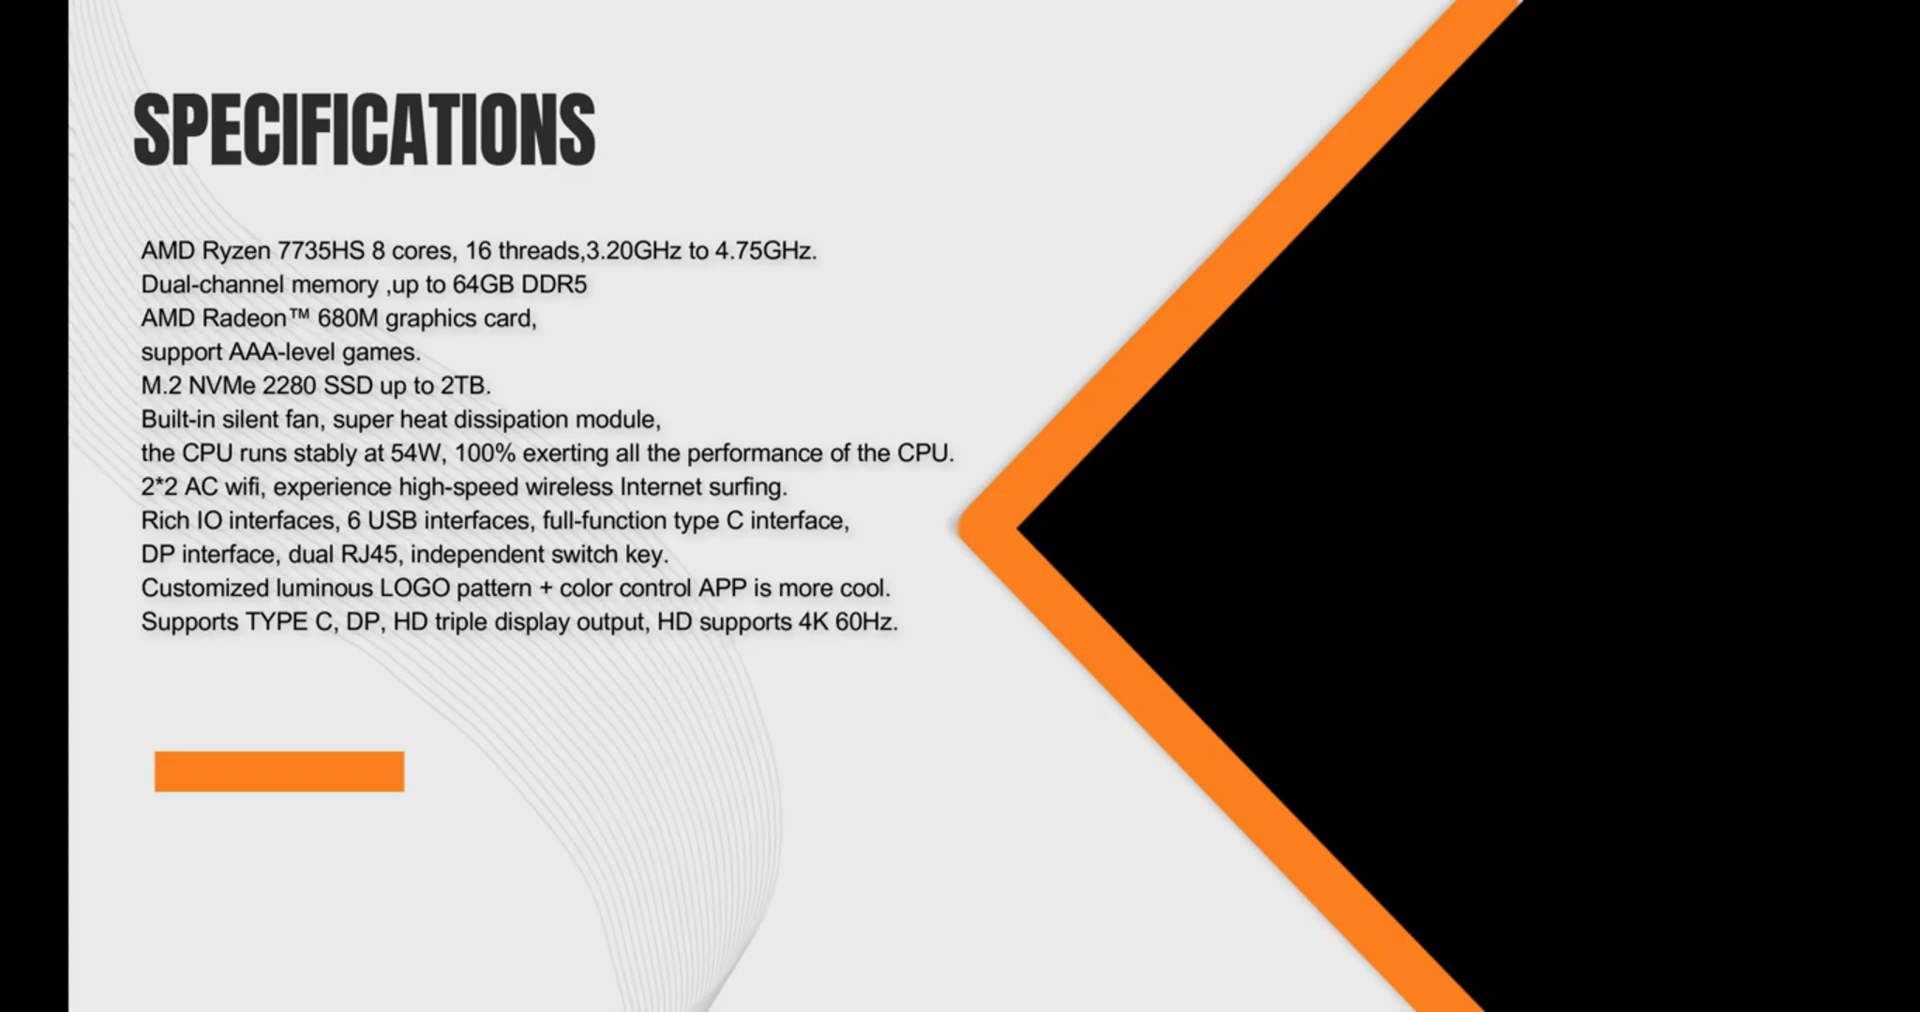 SPECIFICATIONS
AMD Ryzen 7735HS 8 cores, 16 threads,3.20GHz to 4.75GHz.
Dual-channel memory ,up to 64GB DDR5
AMD Radeon™ 680M graphics card,
support AAA-level games.
M.2 NVMe 2280 SSD up to 2TB.
Built-in silent fan, super heat dissipation module,
the CPU runs stably at 54W, 100% exerting all the performance of the CPU.
2*2 AC wifi, experience high-speed wireless Internet surfing.
Rich IO interfaces, 6 USB interfaces, full-function type C interface,
DP interface, dual RJ45, independent switch key.
Customized luminous LOGO pattern + color control APP is more cool.
Supports TYPE C, DP, HD triple display output, HD supports 4K 60Hz.